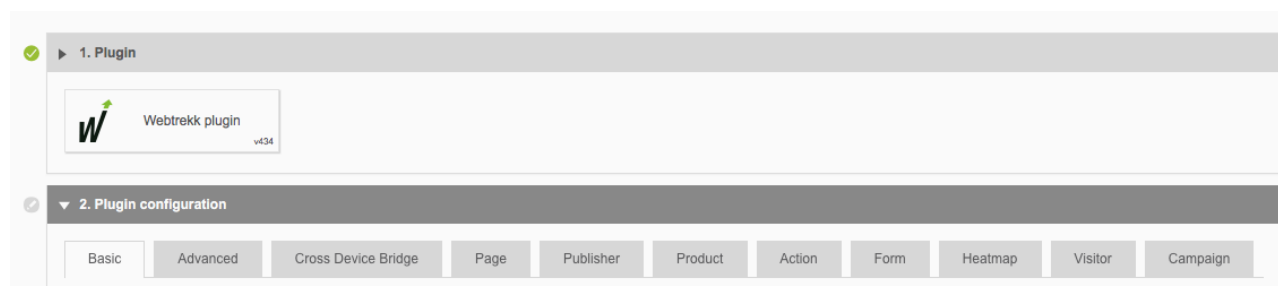 1. Plugin
Webtrekk plugin
v434
2. Plugin configuration
Basic Advanced Cross Device Bridge Page Publisher Product Action Form Heatmap Visitor Campaign